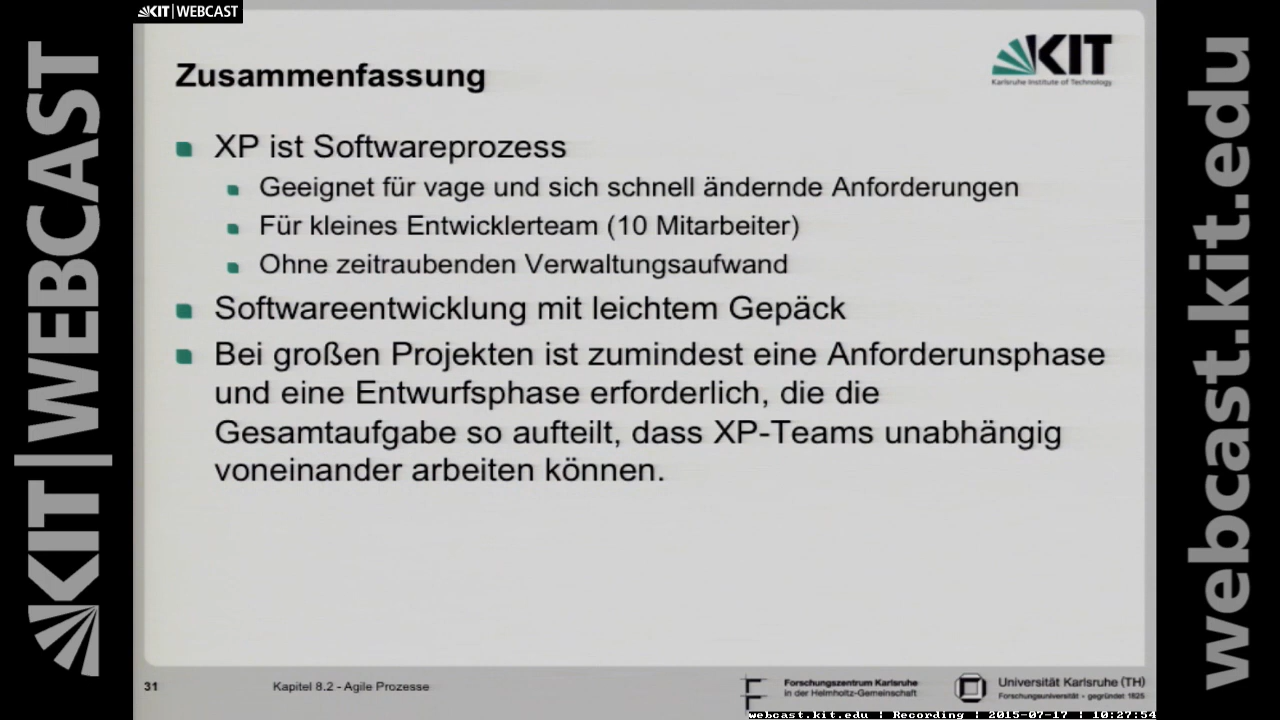 KIT | WEBCAST
KIT | WEBCAST
webcast.kit.edu
KIT
Karlsruhe Institute of Technology
Zusammenfassung
XP ist Softwareprozess
Geeignet für vage und sich schnell ändernde Anforderungen
Für kleines Entwicklerteam (10 Mitarbeiter)
Ohne zeitraubenden Verwaltungsaufwand
Softwareentwicklung mit leichtem Gepäck
Bei großen Projekten ist zumindest eine Anforderunsphase
und eine Entwurfsphase erforderlich, die die
Gesamtaufgabe so aufteilt, dass XP-Teams unabhängig
voneinander arbeiten können.
31
Kapitel 8.2 - Agile Prozesse
Forschungszentrum Karlsruhe
in der Helmholtz-Gemeinschaft
Universität Karlsruhe (TH)
Forschungsuniversität - gegründet 1825
webcast.kit.edu | Recording | 2015-07-17 | 10:27:54